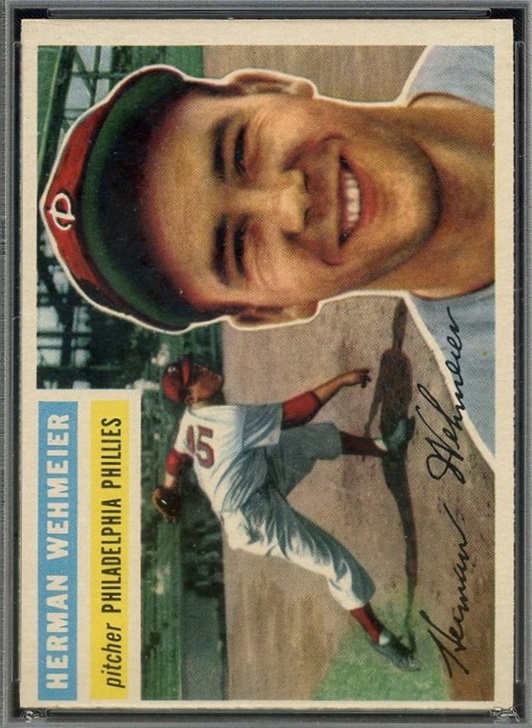 HERMAN WEHMEIER
pitcher PHILADELPHIA PHILLIES
P
45
Herman Wehmeier